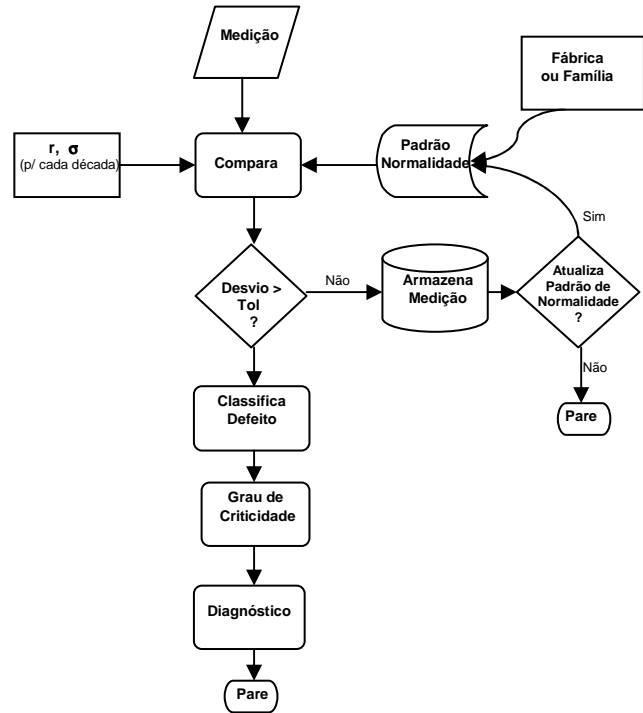 Medição
Fábrica
ou Família
r, σ
(p/ cada década)
Compara
Padrão
Normalidade
Sim
Desvio >
Tol
?
Não
Armazena
Medição
Atualiza
Padrão de
Normalidade
?
Não
Pare
Classifica
Defeito
Grau de
Criticidade
Diagnóstico
Pare